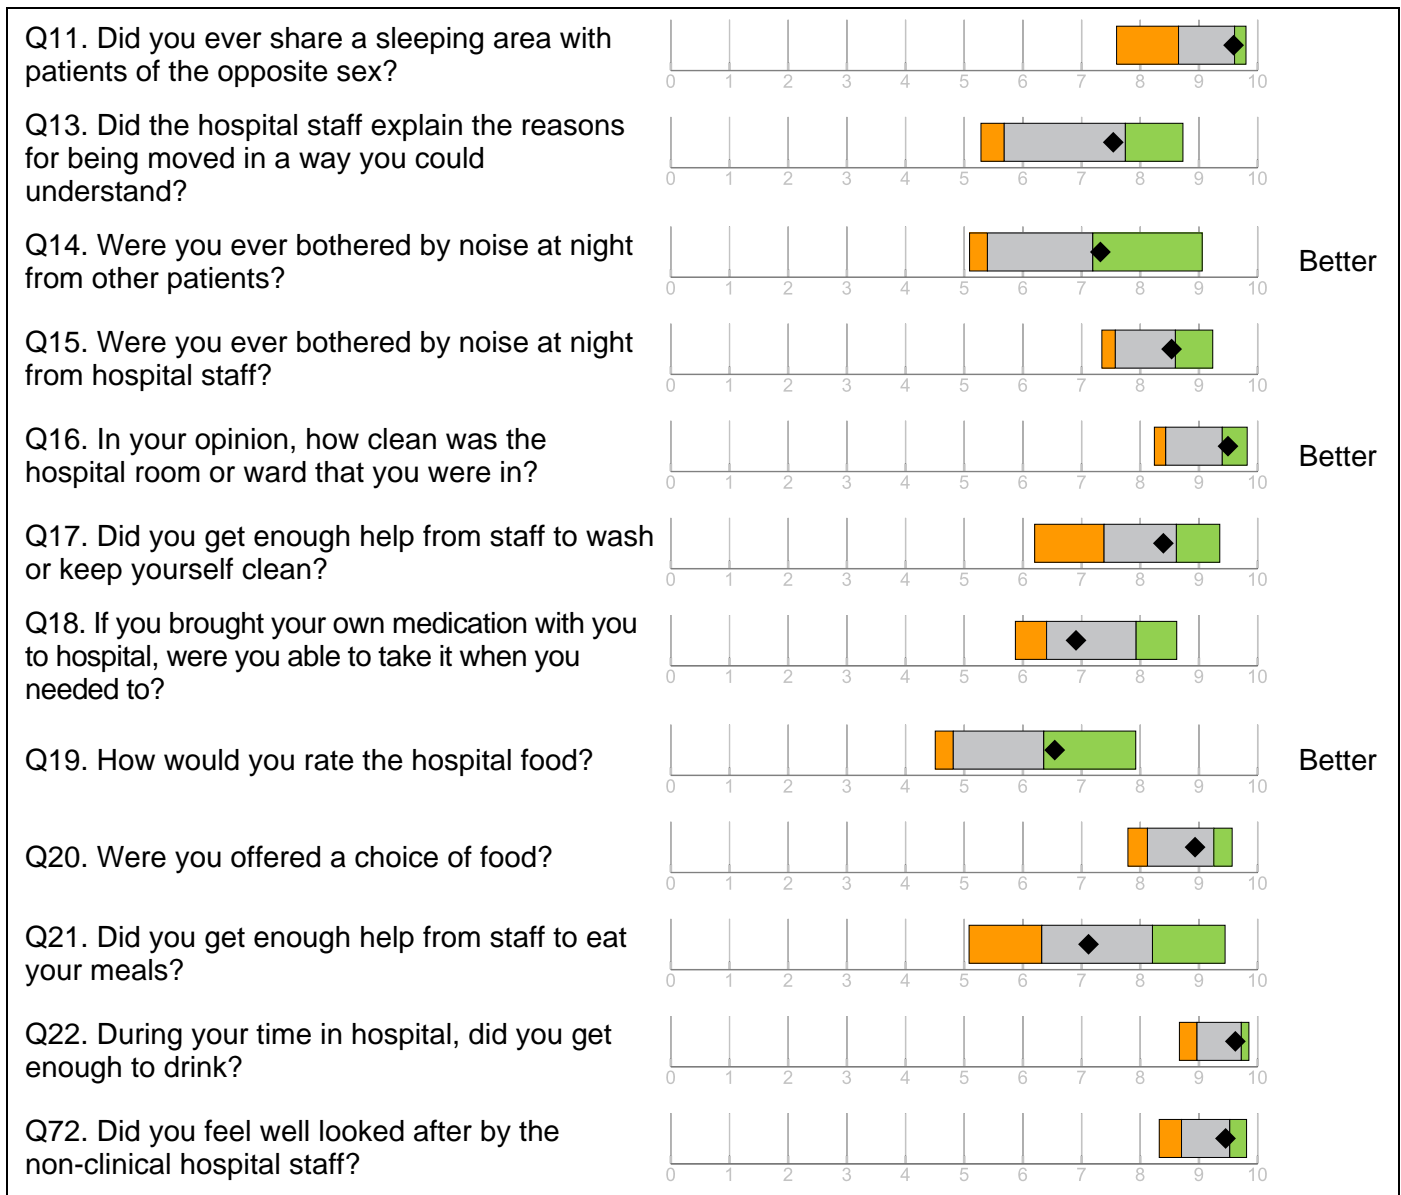 Q11. Did you ever share a sleeping area with
patients of the opposite sex?
0 1 2 3 4 5 6 7 8 9 10
Q13. Did the hospital staff explain the reasons
for being moved in a way you could
understand?
0 1 2 3 4 5 6 7 8 9 10
Q14. Were you ever bothered by noise at night
from other patients?
0 1 2 3 4 5 6 7 8 9 10
Better
Q15. Were you ever bothered by noise at night
from hospital staff?
0 1 2 3 4 5 6 7 8 9 10
Q16. In your opinion, how clean was the
hospital room or ward that you were in?
0 1 2 3 4 5 6 7 8 9 10
Better
Q17. Did you get enough help from staff to wash
or keep yourself clean?
0 1 2 3 4 5 6 7 8 9 10
Q18. If you brought your own medication with you
to hospital, were you able to take it when you
needed to?
0 1 2 3 4 5 6 7 8 9 10
Q19. How would you rate the hospital food?
0 1 2 3 4 5 6 7 8 9 10
Better
Q20. Were you offered a choice of food?
0 1 2 3 4 5 6 7 8 9 10
Q21. Did you get enough help from staff to eat
your meals?
0 1 2 3 4 5 6 7 8 9 10
Q22. During your time in hospital, did you get
enough to drink?
0 1 2 3 4 5 6 7 8 9 10
Q72. Did you feel well looked after by the
non-clinical hospital staff?
0 1 2 3 4 5 6 7 8 9 10